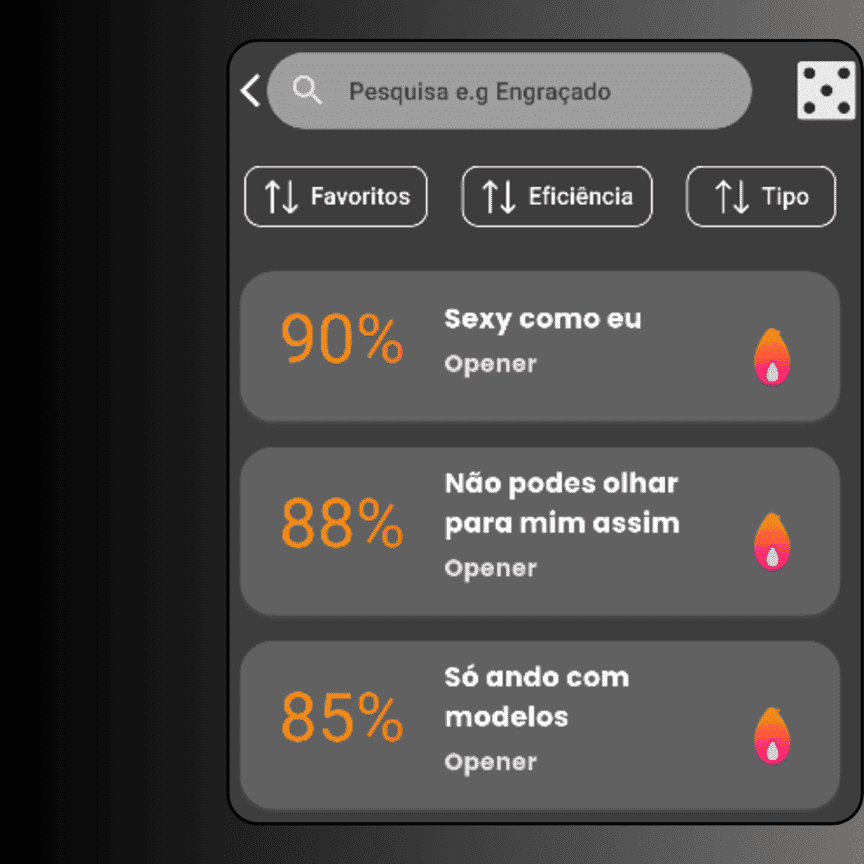 Pesquisa e.g Engraçado
Favoritos
Eficiência
Tipo
90%
Sexy como eu
Opener
88%
Não podes olhar
para mim assim
Opener
85%
Só ando com
modelos
Opener